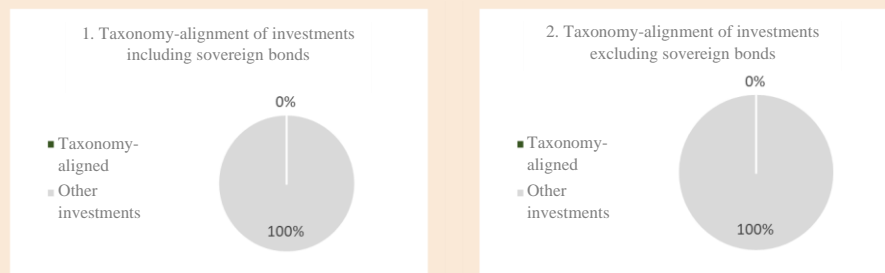 1. Taxonomy-alignment of investments
including sovereign bonds
0%
Taxonomy-
aligned
Other
investments
100%
2. Taxonomy-alignment of investments
excluding sovereign bonds
0%
Taxonomy-
aligned
Other
investments
100%